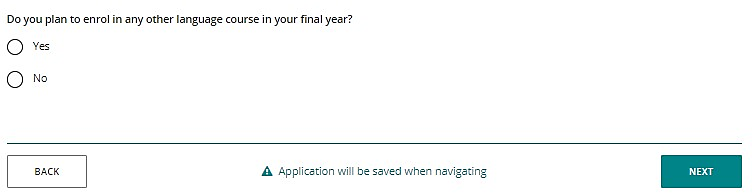 Do you plan to enrol in any other language course in your final year?
Yes
No
BACK
Application will be saved when navigating
NEXT